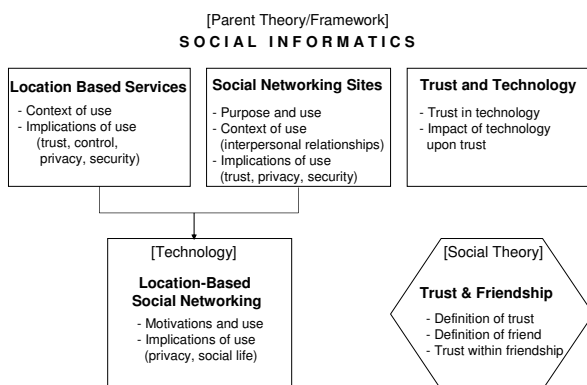 [Parent Theory/Framework]
SOCIAL INFORMATICS
Location Based Services
- Context of use
- Implications of use
(trust, control,
privacy, security)
Social Networking Sites
- Purpose and use
- Context of use
(interpersonal relationships)
- Implications of use
(trust, privacy, security)
Trust and Technology
- Trust in technology
- Impact of technology
upon trust
[Technology]
Location-Based
Social Networking
- Motivations and use
- Implications of use
(privacy, social life)
[Social Theory]
Trust & Friendship
- Definition of trust
- Definition of friend
- Trust within friendship